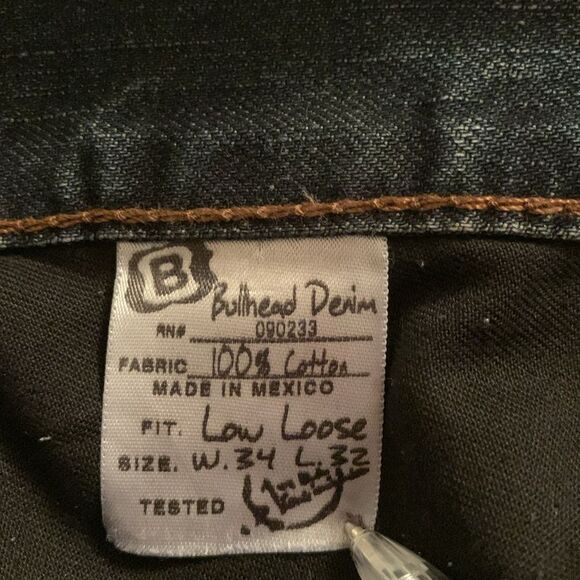 B
Bullhead Denim
RN# 090233
FABRIC 100% Cotton
MADE IN MEXICO
FIT. Low Loose
SIZE. W.34 L.32
TESTED